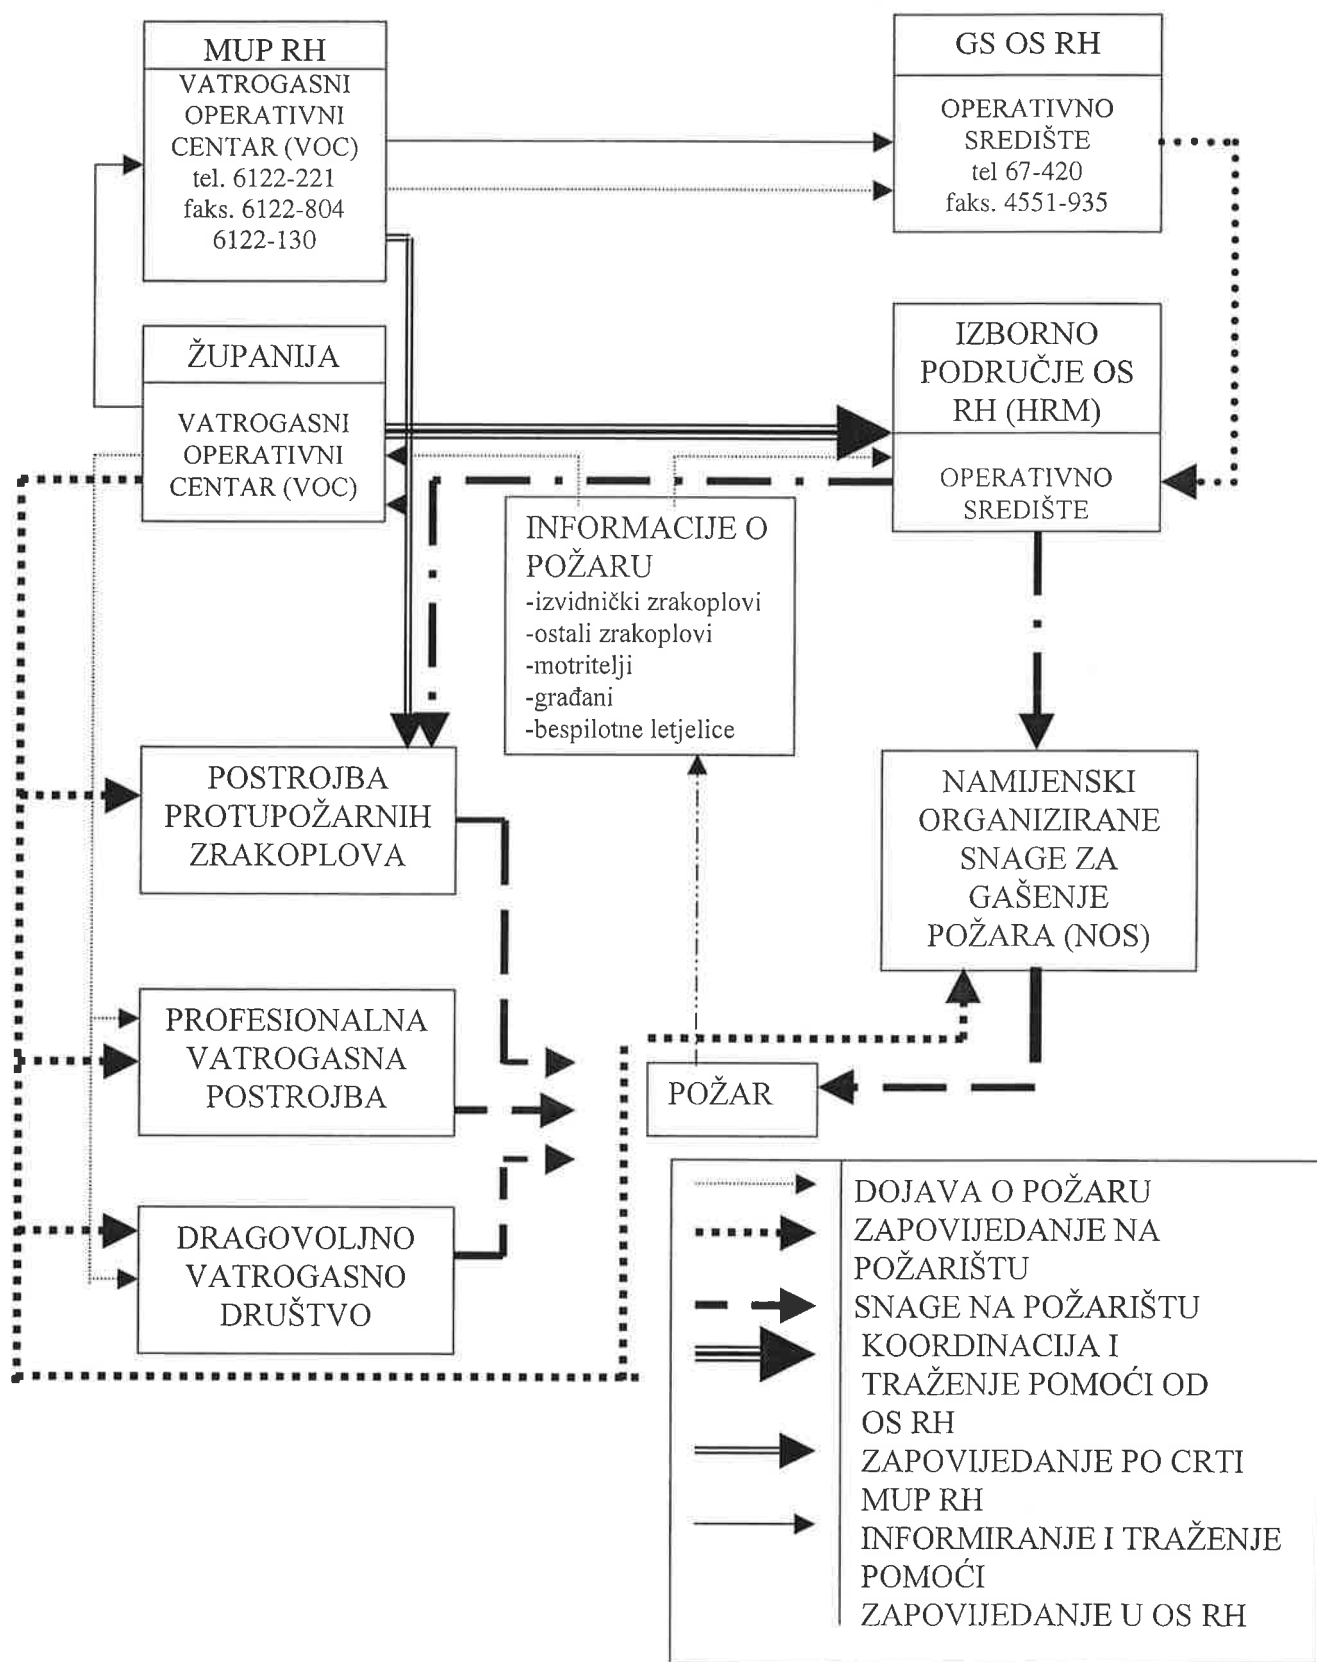 MUP RH
VATROGASNI
OPERATIVNI
CENTAR (VOC)
tel. 6122-221
faks. 6122-804
6122-130
GS OS RH
OPERATIVNO
SREDIŠTE
tel 67-420
faks. 4551-935
ŽUPANIJA
VATROGASNI
OPERATIVNI
CENTAR (VOC)
IZBORNO
PODRUČJE OS
RH (HRM)
OPERATIVNO
SREDIŠTE
INFORMACIJE O
POŽARU
-izvidnički zrakoplovi
-ostali zrakoplovi
-motritelji
-građani
-bespilotne letjelice
POSTROJBA
PROTUPOŽARNIH
ZRAKOPLOVA
NAMIJENSKI
ORGANIZIRANE
SNAGE ZA
GAŠENJE
POŽARA (NOS)
PROFESIONALNA
VATROGASNA
POSTROJBA
POŽAR
DRAGOVOLJNO
VATROGASNO
DRUŠTVO
DOJAVA O POŽARU
ZAPOVIJEDANJE NA
POŽARIŠTU
SNAGE NA POŽARIŠTU
KOORDINACIJA I
TRAŽENJE POMOĆI OD
OS RH
ZAPOVIJEDANJE PO CRTI
MUP RH
INFORMIRANJE I TRAŽENJE
POMOĆI
ZAPOVIJEDANJE U OS RH